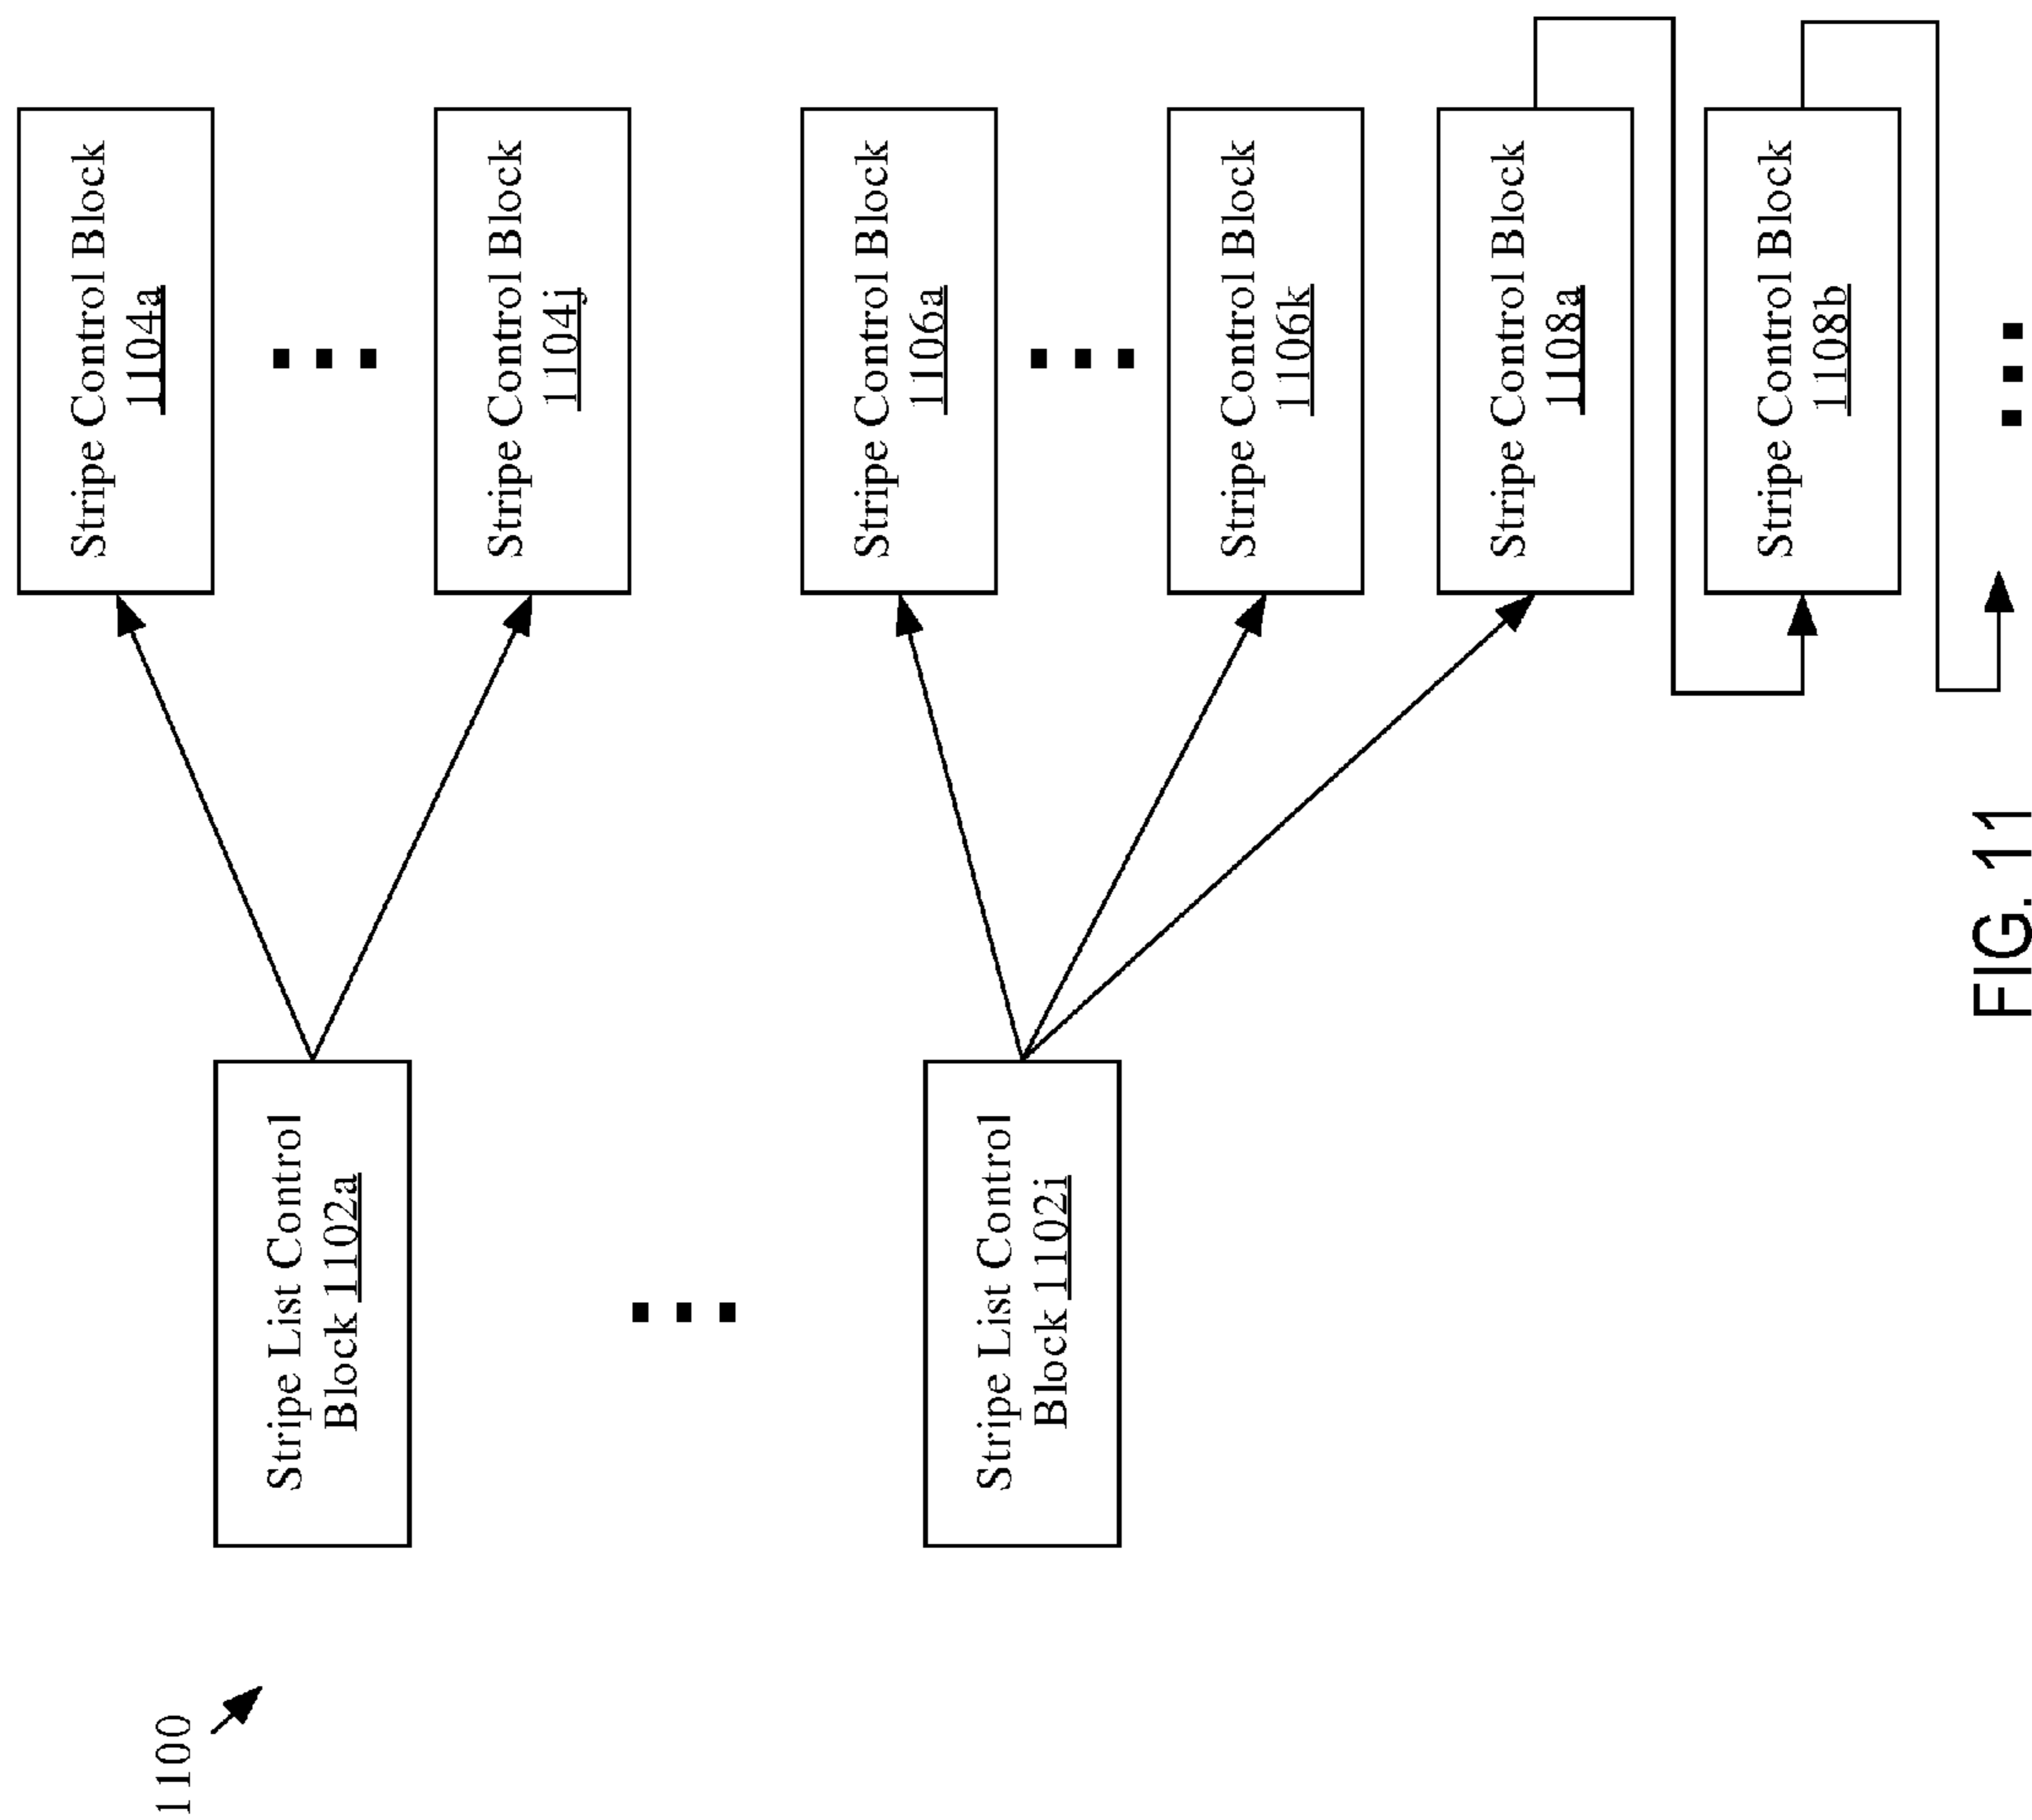 1100
Stripe List Control
Block 1102a
Stripe List Control
Block 1102i
Stripe Control Block
1104a
Stripe Control Block
1104j
Stripe Control Block
1106a
Stripe Control Block
1106k
Stripe Control Block
1108a
Stripe Control Block
1108b
FIG. 11